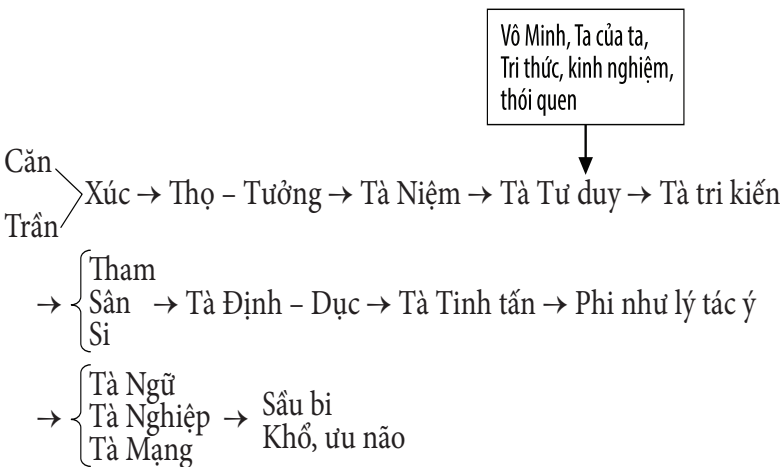 Vô Minh, Ta của ta,
Tri thức, kinh nghiệm,
thói quen
Căn
Trần
Xúc → Thọ – Tưởng → Tà Niệm → Tà Tư duy → Tà tri kiến
→ Tham
Sân
Si
→ Tà Định – Dục → Tà Tinh tấn → Phi như lý tác ý
→ Tà Ngữ
Tà Nghiệp
Tà Mạng
→ Sầu bi
Khổ, ưu não